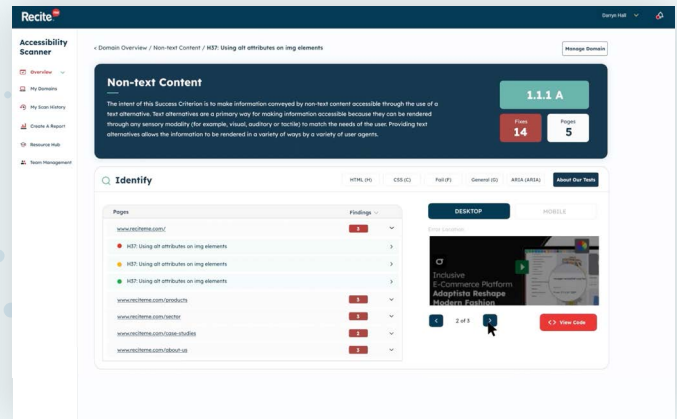 Recite me
Darryn Hall
Accessibility
Scanner
Overview
My Domains
My Scan History
Create A Report
Resource Hub
Team Management
< Domain Overview / Non-text Content / H37: Using alt attributes on img elements
Manage Domain
Non-text Content
The intent of this Success Criterion is to make information conveyed by non-text content accessible through the use of a
text alternative. Text alternatives are a primary way for making information accessible because they can be rendered
through any sensory modality (for example, visual, auditory or tactile) to match the needs of the user. Providing text
alternatives allows the information to be rendered in a variety of ways by a variety of user agents.
1.1.1 A
Fixes
14
Pages
5
Identify
HTML (H)
CSS (C)
Fail (F)
General (G)
ARIA (ARIA)
About Our Tests
Pages
Findings
www.reciteme.com/
3
H37: Using alt attributes on img elements
H37: Using alt attributes on img elements
H37: Using alt attributes on img elements
www.reciteme.com/products
www.reciteme.com/sector
www.reciteme.com/case-studies
www.reciteme.com/about-us
DESKTOP
MOBILE
Error Location
Inclusive
E-Commerce Platform
Adaptista Reshape
Modern Fashion
2 of 3
<> View Code